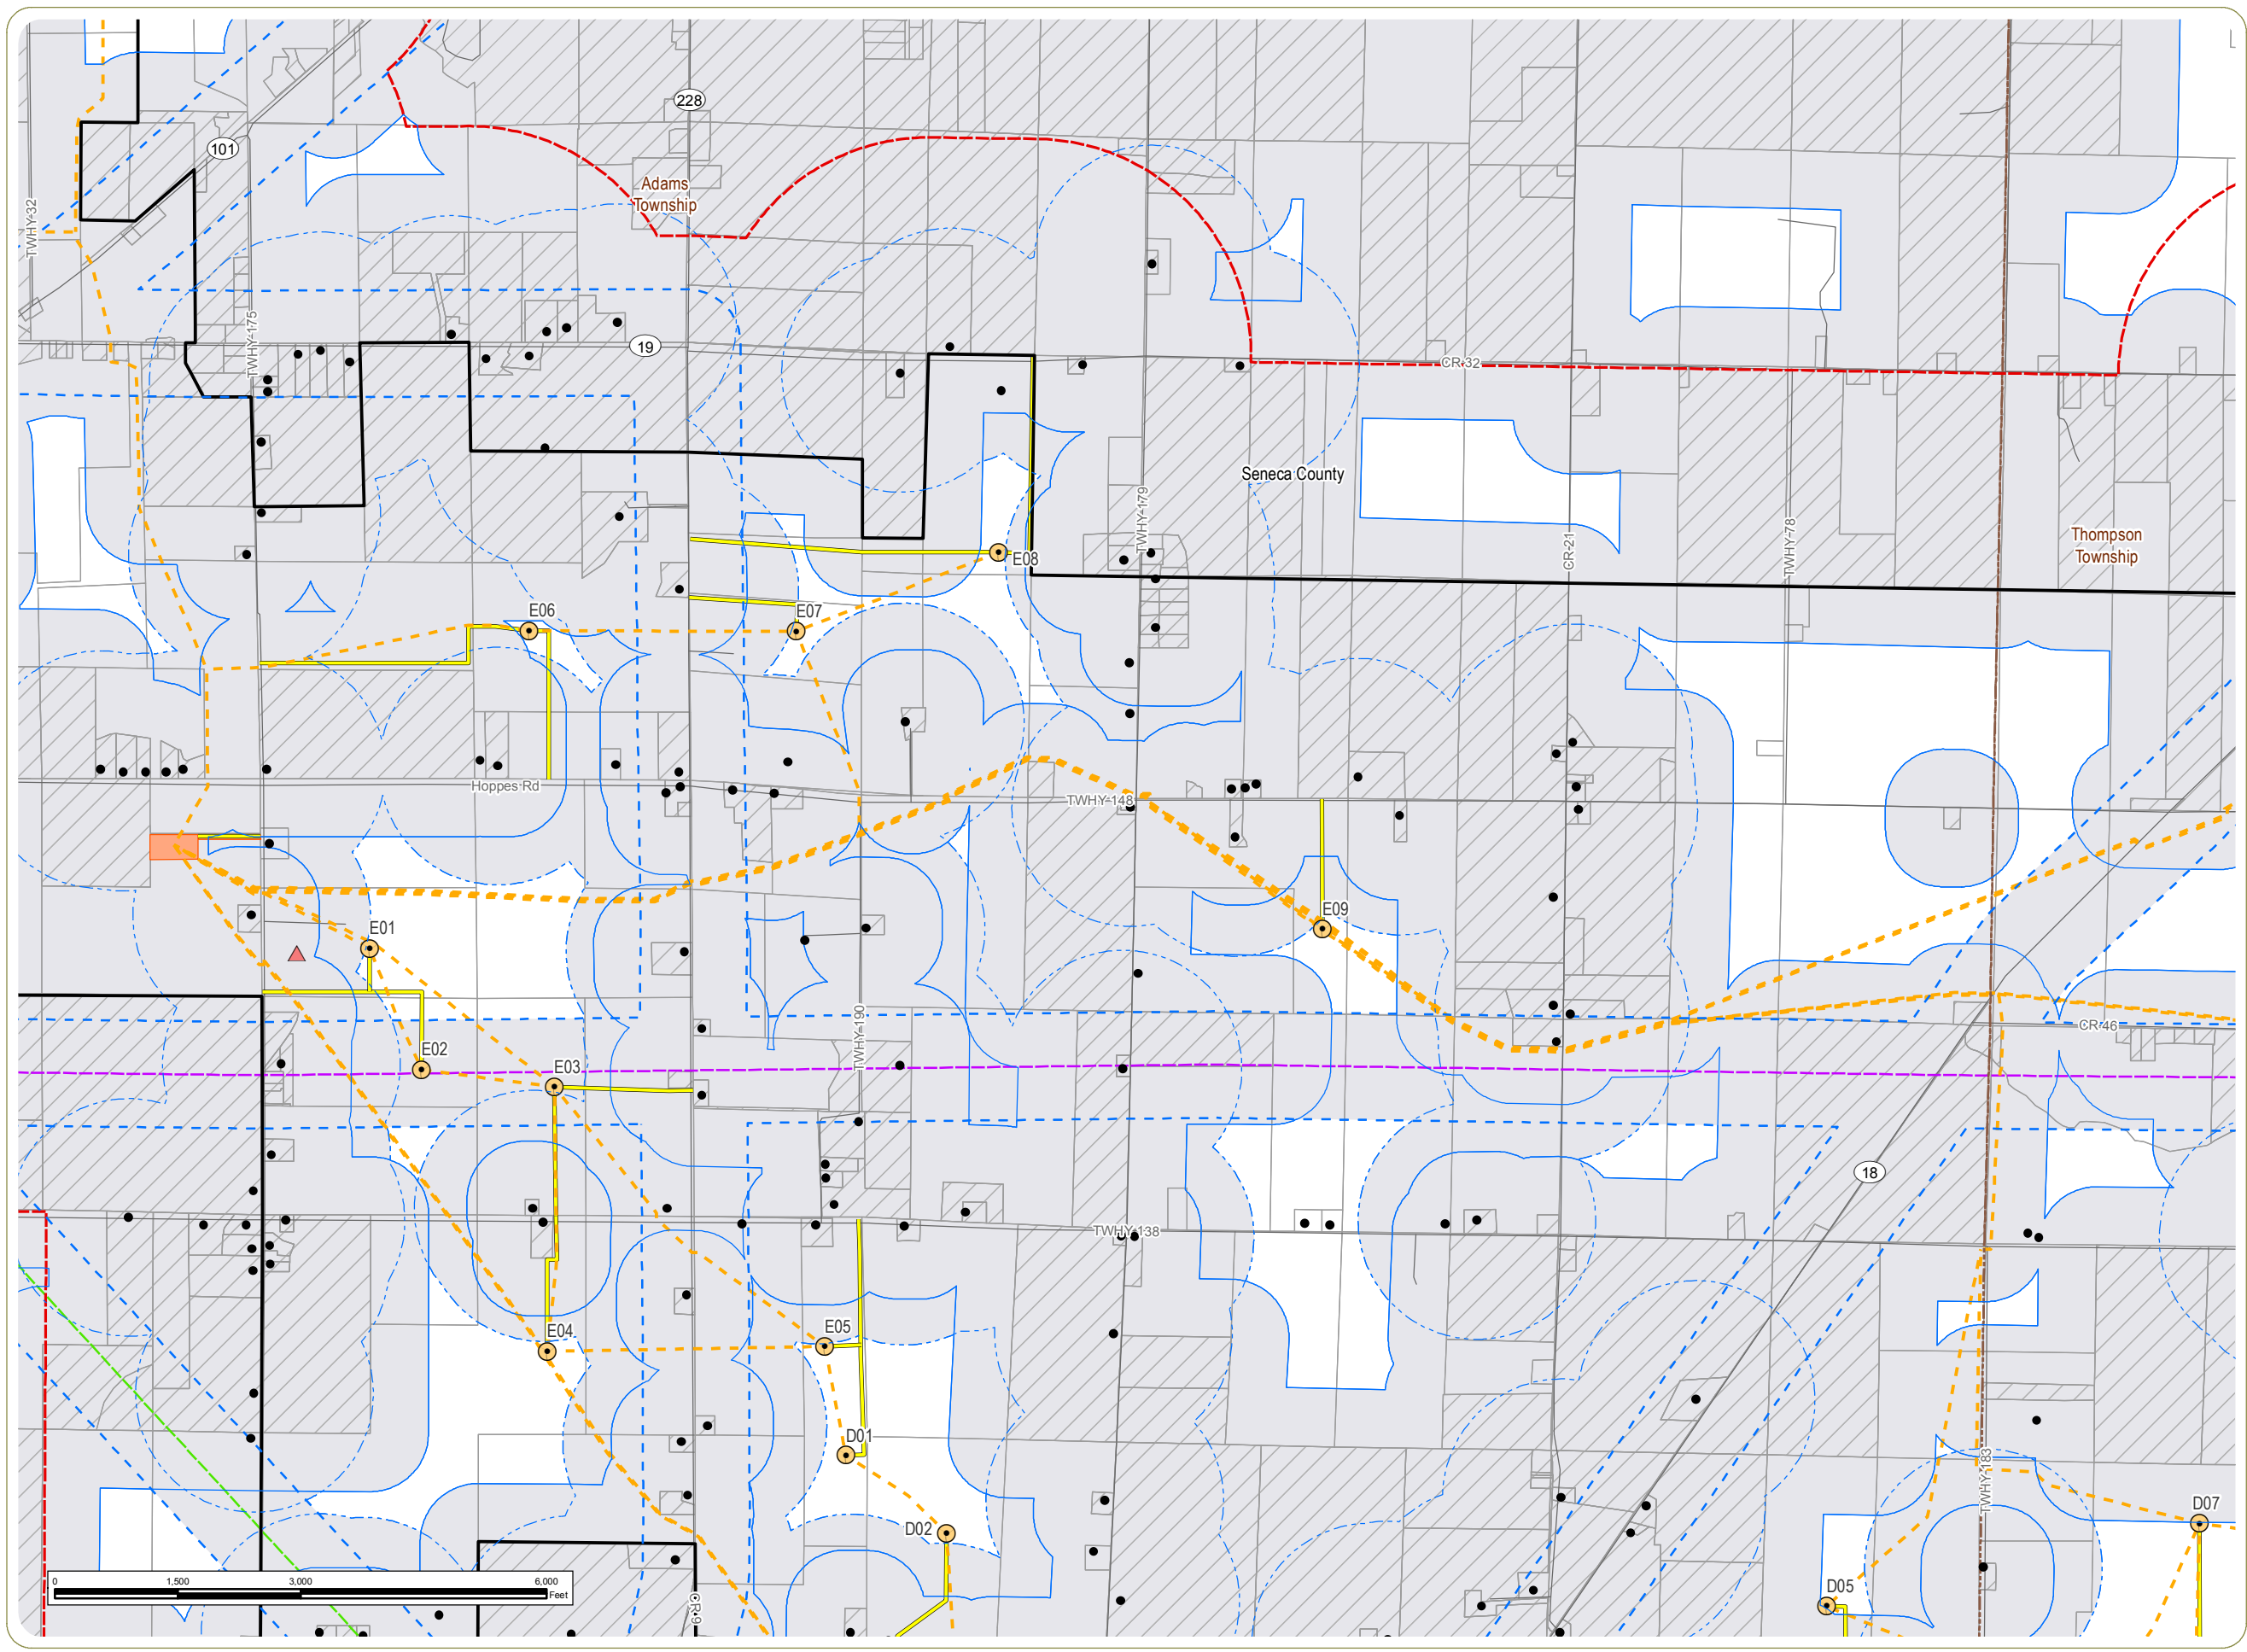 228
101
Adams
Township
TWHY-32
TWHY-175
19
CR-32
Seneca County
TWHY-179
CR-21
TWHY-78
Thompson
Township
E08
E07
E06
Hoppes Rd
TWHY-148
E09
E01
TWHY-190
CR-46
E02
E03
18
TWHY-138
E04
E05
D01
D02
TWHY-183
D07
D05
0 1,500 3,000 6,000
Feet
CR-9